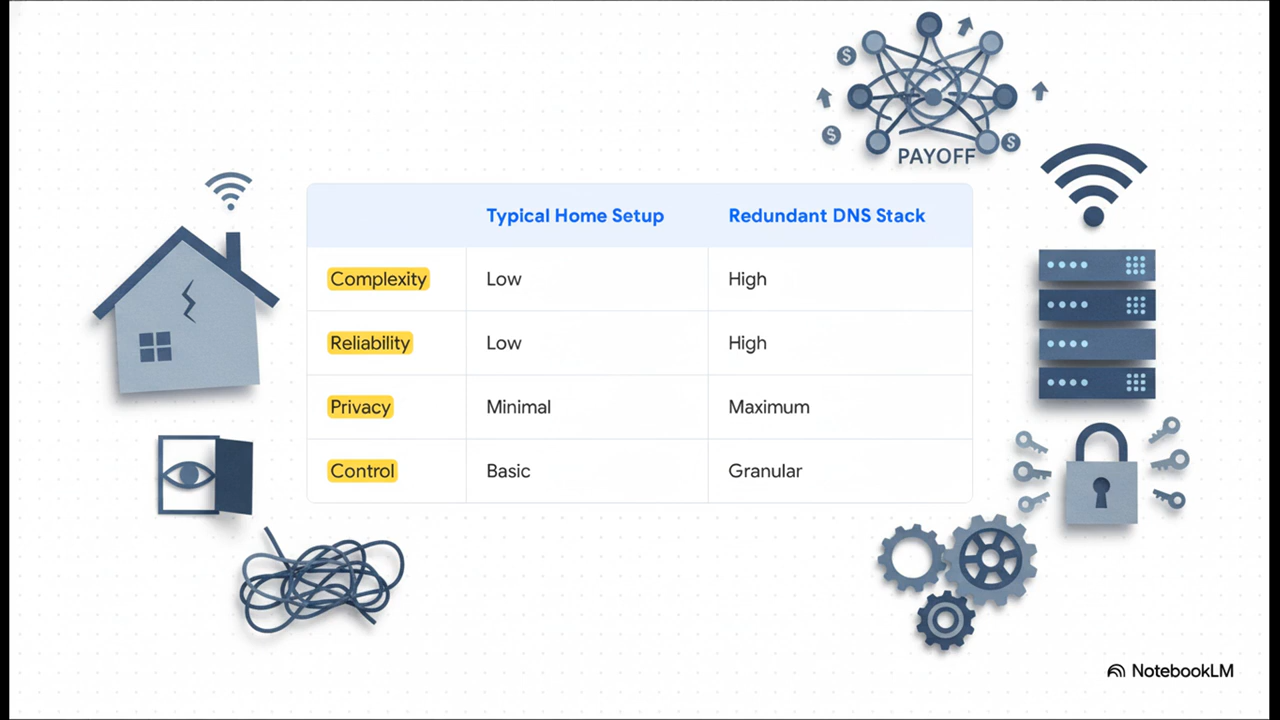 PAYOFF
Typical Home Setup Redundant DNS Stack
Complexity Low High
Reliability Low High
Privacy Minimal Maximum
Control Basic Granular
NotebookLM